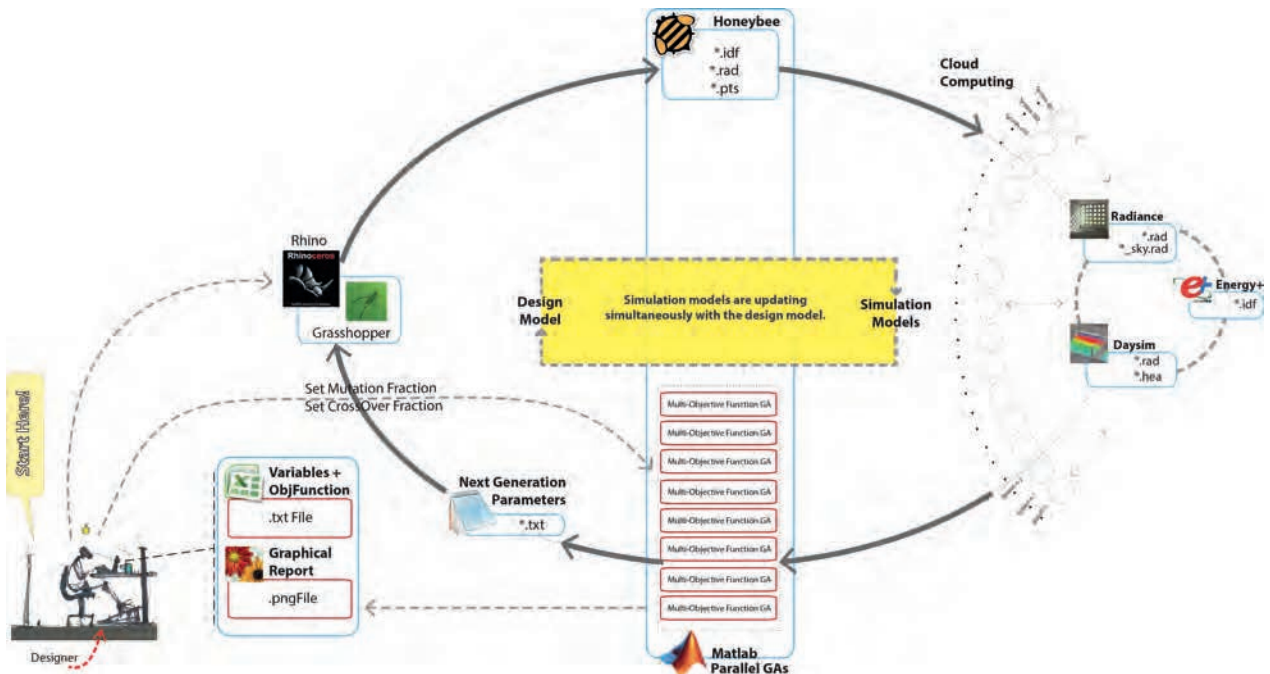 Honeybee
*.idf
*.rad
*.pts
Cloud
Computing
Radiance
*.rad
*_sky.rad
Energy+
*.idf
Daysim
*.rad
*.hea
Rhino
Rhinoceros
Grasshopper
Design
Model
Simulation models are updating
simultaneously with the design model.
Simulation
Models
Set Mutation Fraction
Set CrossOver Fraction
Multi-Objective Function GA
Multi-Objective Function GA
Multi-Objective Function GA
Multi-Objective Function GA
Multi-Objective Function GA
Multi-Objective Function GA
Multi-Objective Function GA
Multi-Objective Function GA
Start Here!
Variables +
ObjFunction
.txt File
Graphical
Report
.pngFile
Next Generation
Parameters
*.txt
Designer
Matlab
Parallel GAs